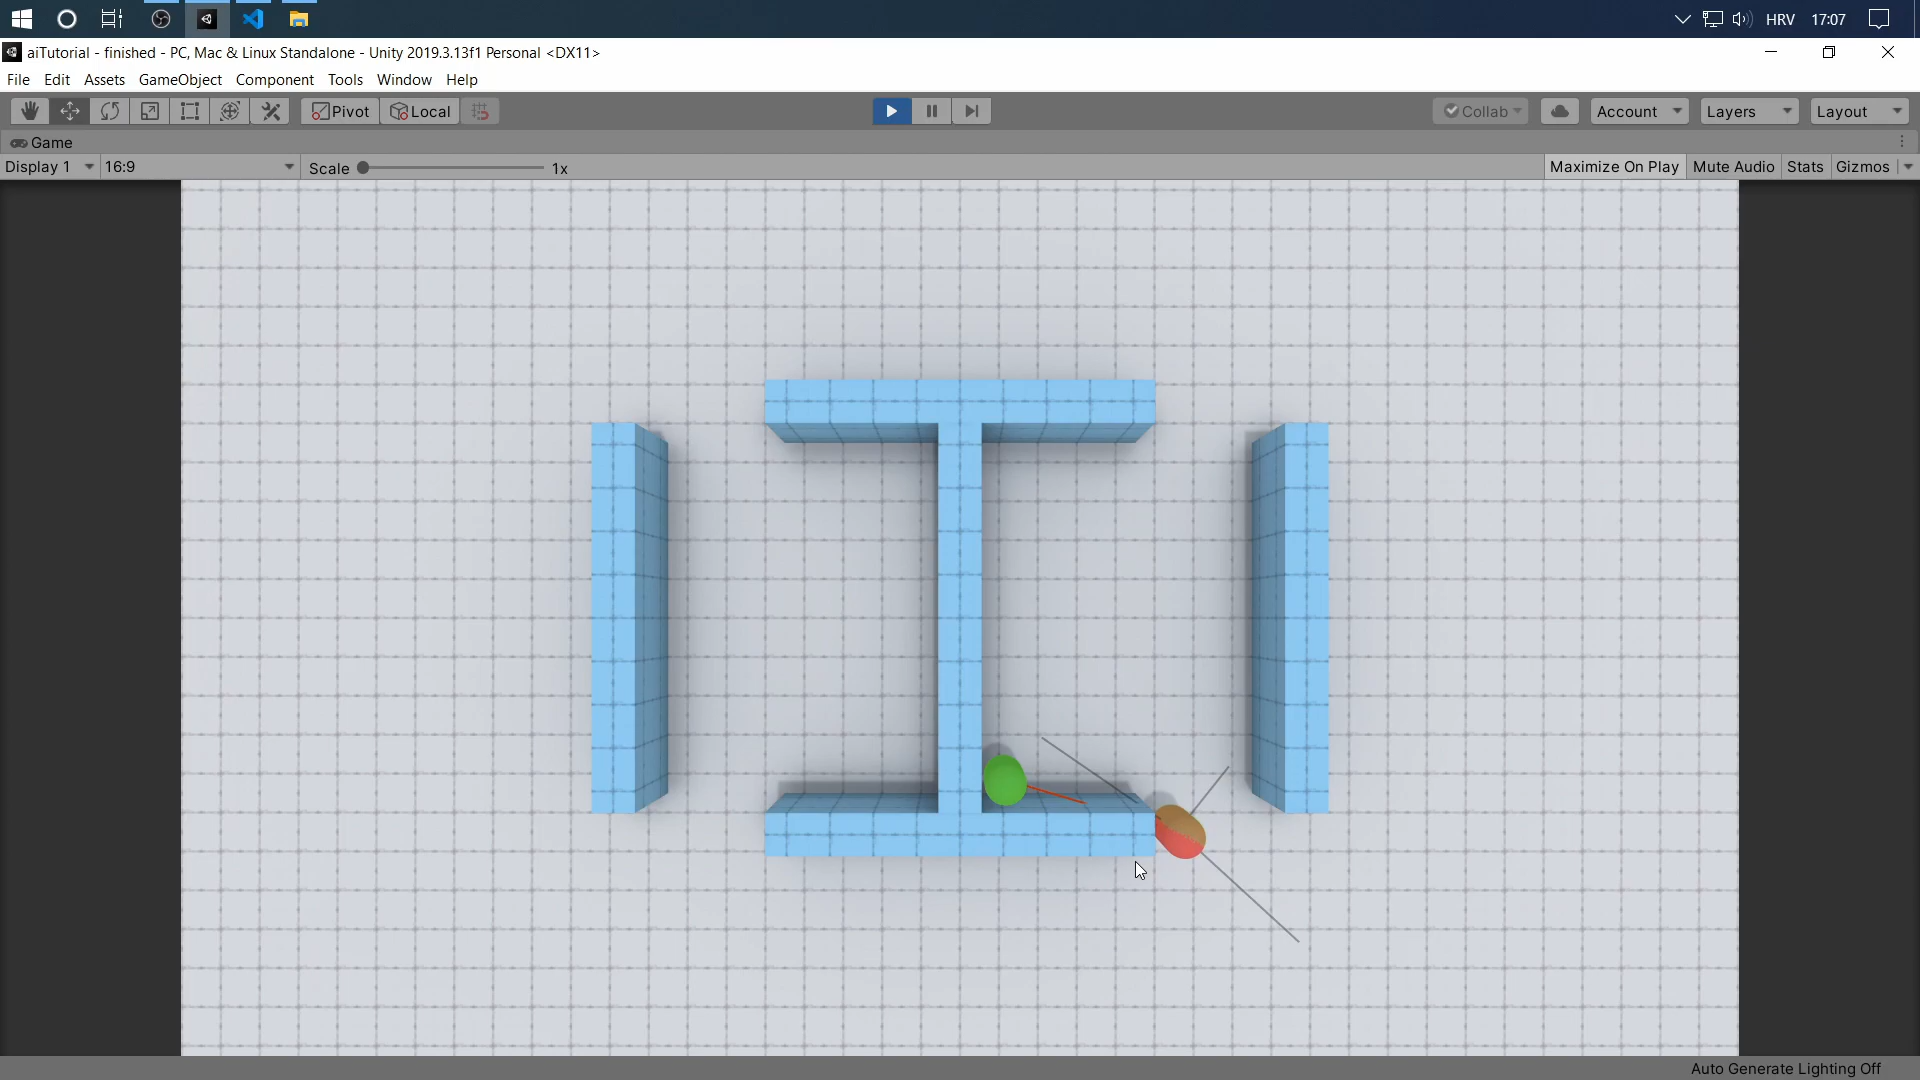 HRV 17:07
aiTutorial - finished - PC, Mac & Linux Standalone - Unity 2019.3.13f1 Personal <DX11>
File Edit Assets GameObject Component Tools Window Help
Pivot Local Collab Account Layers Layout
Game
Display 1 16:9 Scale 1x Maximize On Play Mute Audio Stats Gizmos
Auto Generate Lighting Off